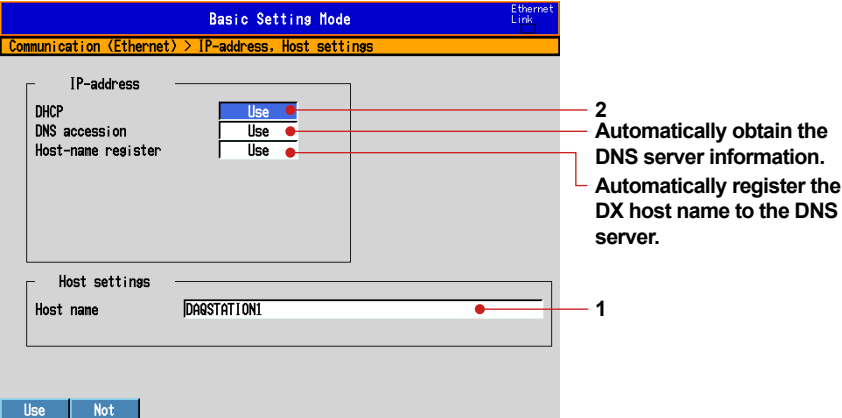 Basic Setting Mode
Ethernet
Link
Communication (Ethernet) > IP-address, Host settings
IP-address
DHCP Use
DNS accession Use
Host-name register Use
2
Automatically obtain the
DNS server information.
Automatically register the
DX host name to the DNS
server.
Host settings
Host name DAQSTATION1
1
Use Not